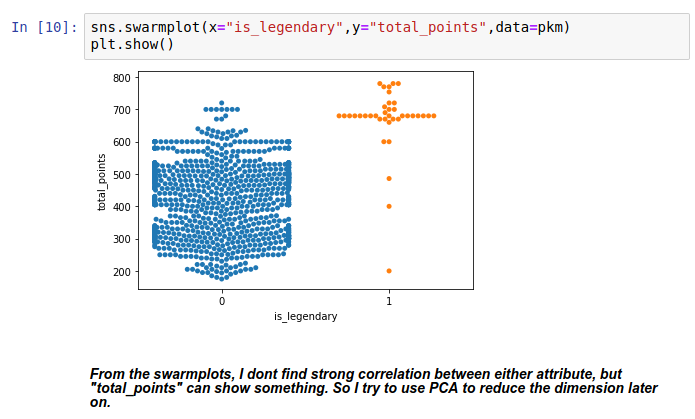 In [10]: sns.swarmplot(x="is_legendary",y="total_points",data=pkm)
plt.show()
800
700
600
500
400
300
200
total_points
0 1
is_legendary
From the swarmplots, I dont find strong correlation between either attribute, but
"total_points" can show something. So I try to use PCA to reduce the dimension later
on.